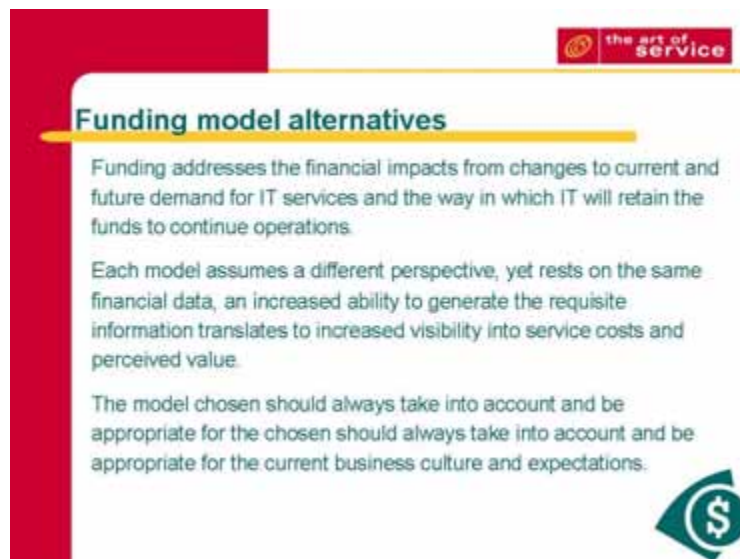 the art of
service
Funding model alternatives
Funding addresses the financial impacts from changes to current and
future demand for IT services and the way in which IT will retain the
funds to continue operations.
Each model assumes a different perspective, yet rests on the same
financial data, an increased ability to generate the requisite
information translates to increased visibility into service costs and
perceived value.
The model chosen should always take into account and be
appropriate for the chosen should always take into account and be
appropriate for the current business culture and expectations.
$